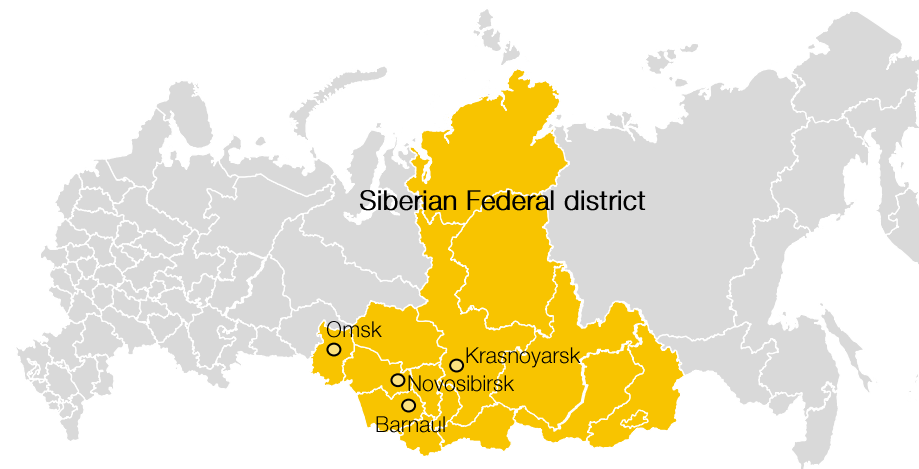 Siberian Federal district
Omsk
Krasnoyarsk
Novosibirsk
Barnaul